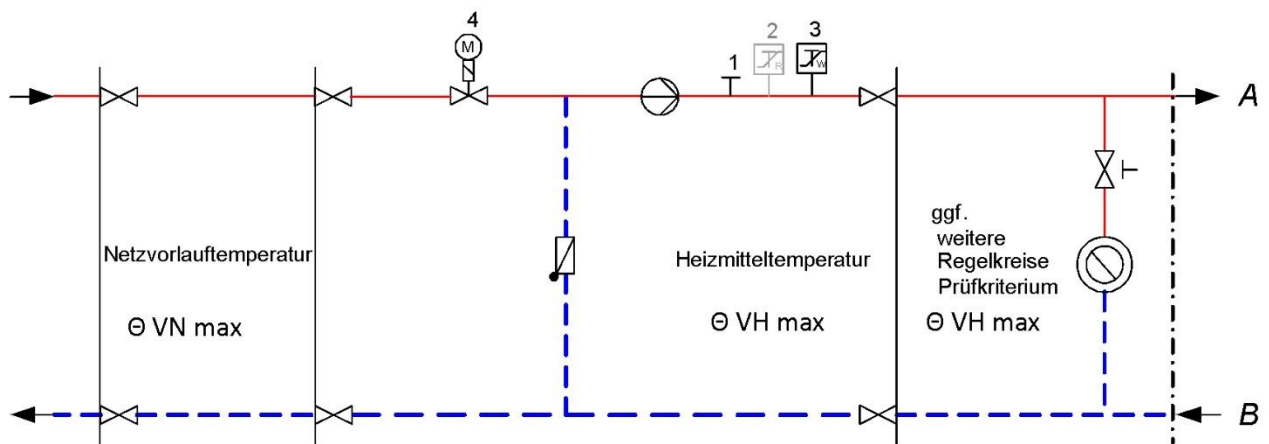 4
M
1
2
R
3
W
A
Netzvorlauftemperatur
Θ VN max
Heizmitteltemperatur
Θ VH max
ggf.
weitere
Regelkreise
Prüfkriterium
Θ VH max
B